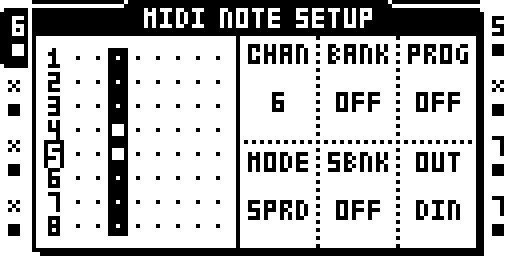 MIDI NOTE SETUP
6
5
1
2
3
4
5
6
7
8
x
x
x
7
7
CHAN BANK PROG
6 OFF OFF
MODE SBNK OUT
SPRD OFF DIN